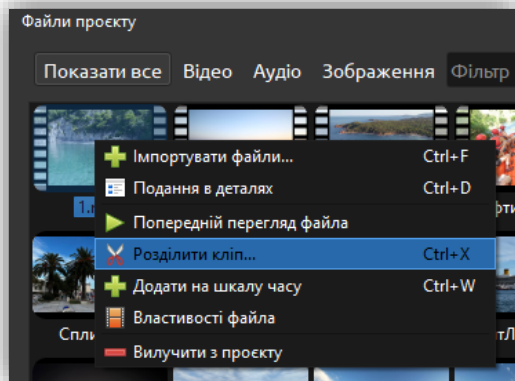 Файли проєкту
Показати все Відео Аудіо Зображення Фільтр
Імпортувати файли... Ctrl+F
Подання в деталях Ctrl+D
Попередній перегляд файла
Розділити кліп... Ctrl+X
Додати на шкалу часу Ctrl+W
Властивості файла
Вилучити з проєкту